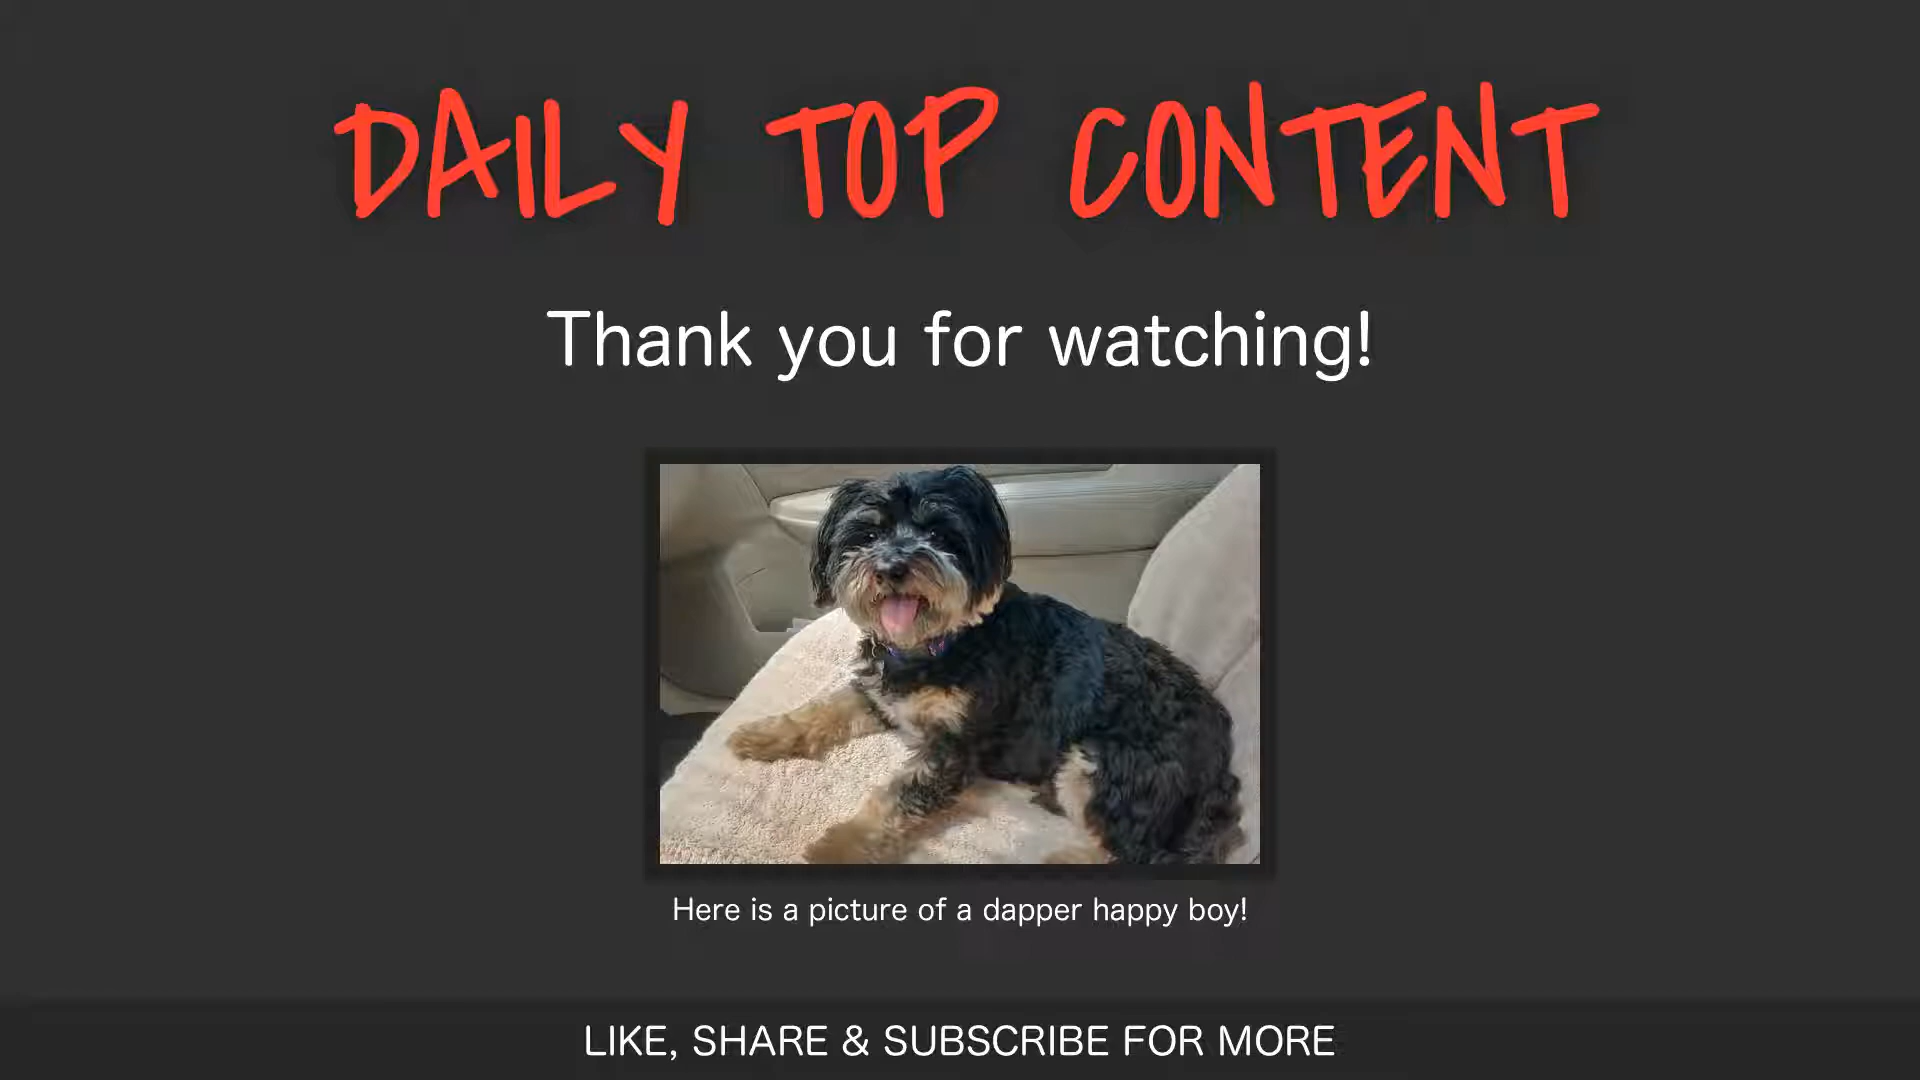 DAILY TOP CONTENT
Thank you for watching!
Here is a picture of a dapper happy boy!
LIKE, SHARE & SUBSCRIBE FOR MORE